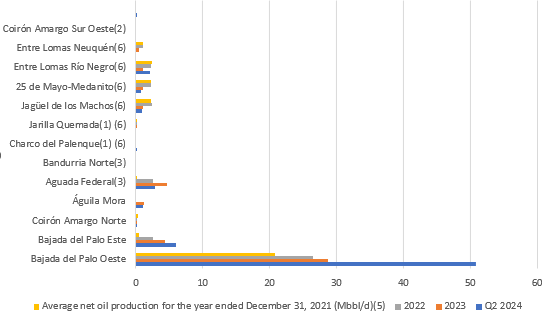 Coirón Amargo Sur Oeste(2)
Entre Lomas Neuquén(6)
Entre Lomas Río Negro(6)
25 de Mayo-Medanito(6)
Jagüel de los Machos(6)
Jarilla Quemada(1) (6)
Charco del Palenque(1) (6)
Bandurria Norte(3)
Aguada Federal(3)
Águila Mora
Coirón Amargo Norte
Bajada del Palo Este
Bajada del Palo Oeste
0 10 20 30 40 50 60
Average net oil production for the year ended December 31, 2021 (Mbbl/d)(5) 2022 2023 Q2 2024